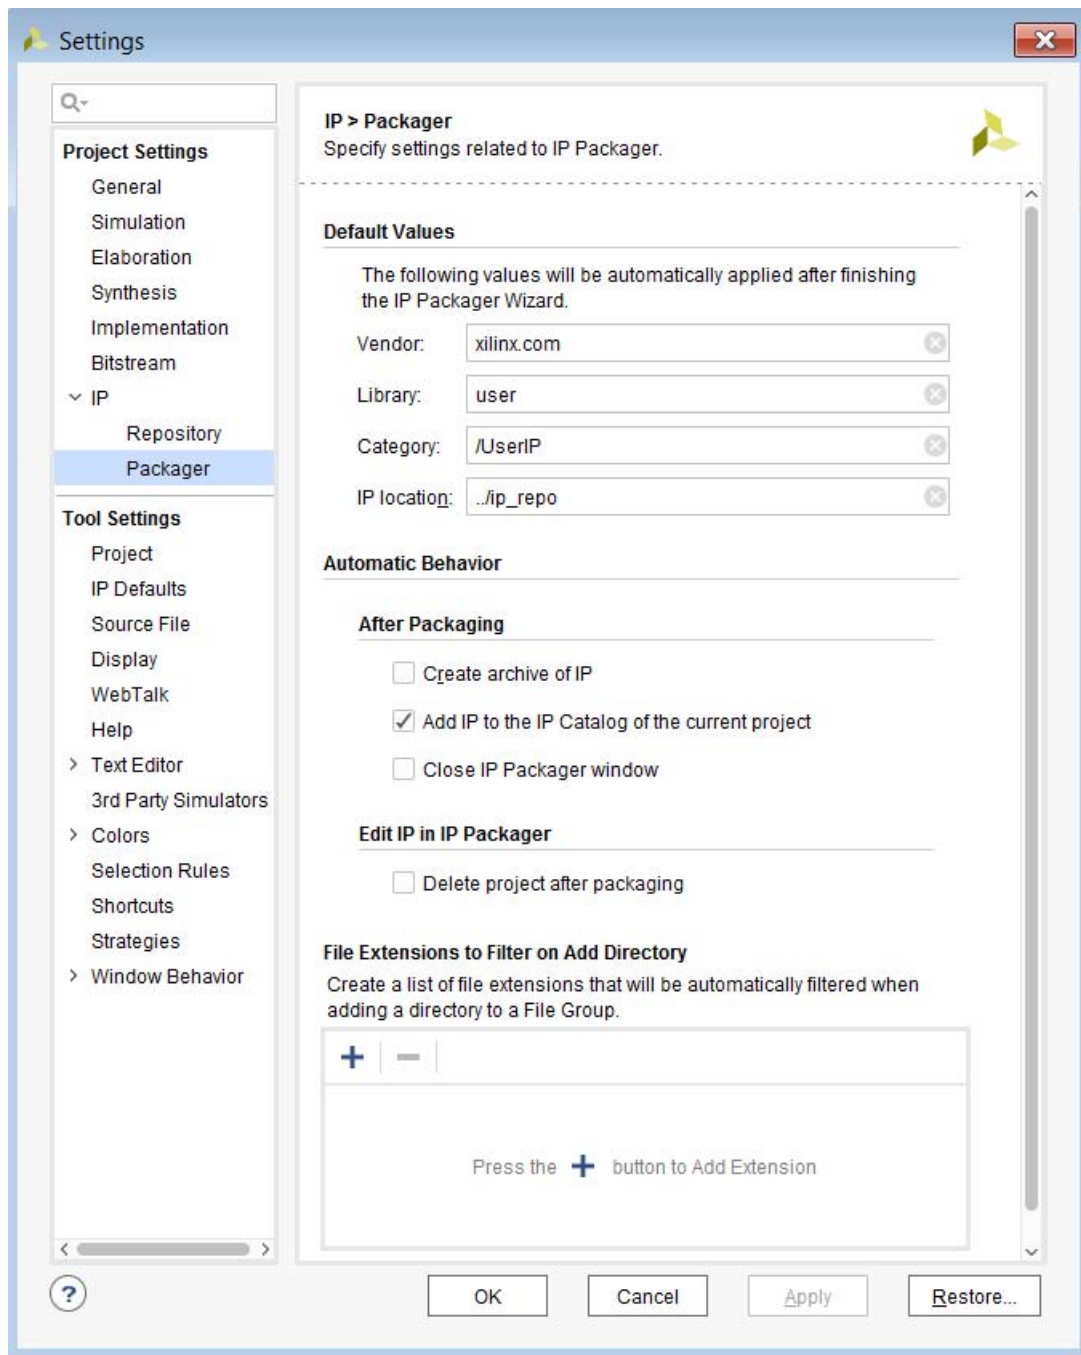 Settings
Project Settings
General
Simulation
Elaboration
Synthesis
Implementation
Bitstream
IP
Repository
Packager
Tool Settings
Project
IP Defaults
Source File
Display
WebTalk
Help
Text Editor
3rd Party Simulators
Colors
Selection Rules
Shortcuts
Strategies
Window Behavior
IP > Packager
Specify settings related to IP Packager.
Default Values
The following values will be automatically applied after finishing
the IP Packager Wizard.
Vendor: xilinx.com
Library: user
Category: /UserIP
IP location: ../ip_repo
Automatic Behavior
After Packaging
Create archive of IP
Add IP to the IP Catalog of the current project
Close IP Packager window
Edit IP in IP Packager
Delete project after packaging
File Extensions to Filter on Add Directory
Create a list of file extensions that will be automatically filtered when
adding a directory to a File Group.
Press the + button to Add Extension
? OK Cancel Apply Restore...